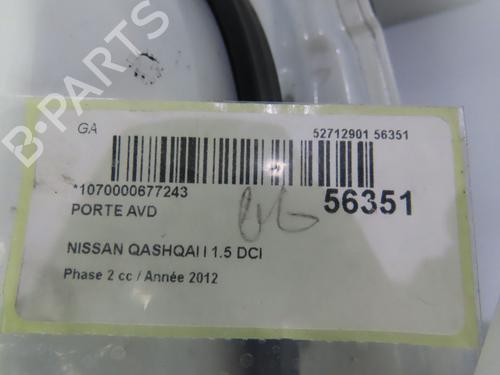 B-PARTS
GA
52712901 56351
*1070000677243
PORTE AVD
56351
NISSAN QASHQAI I 1.5 DCI
Phase 2 cc / Année 2012